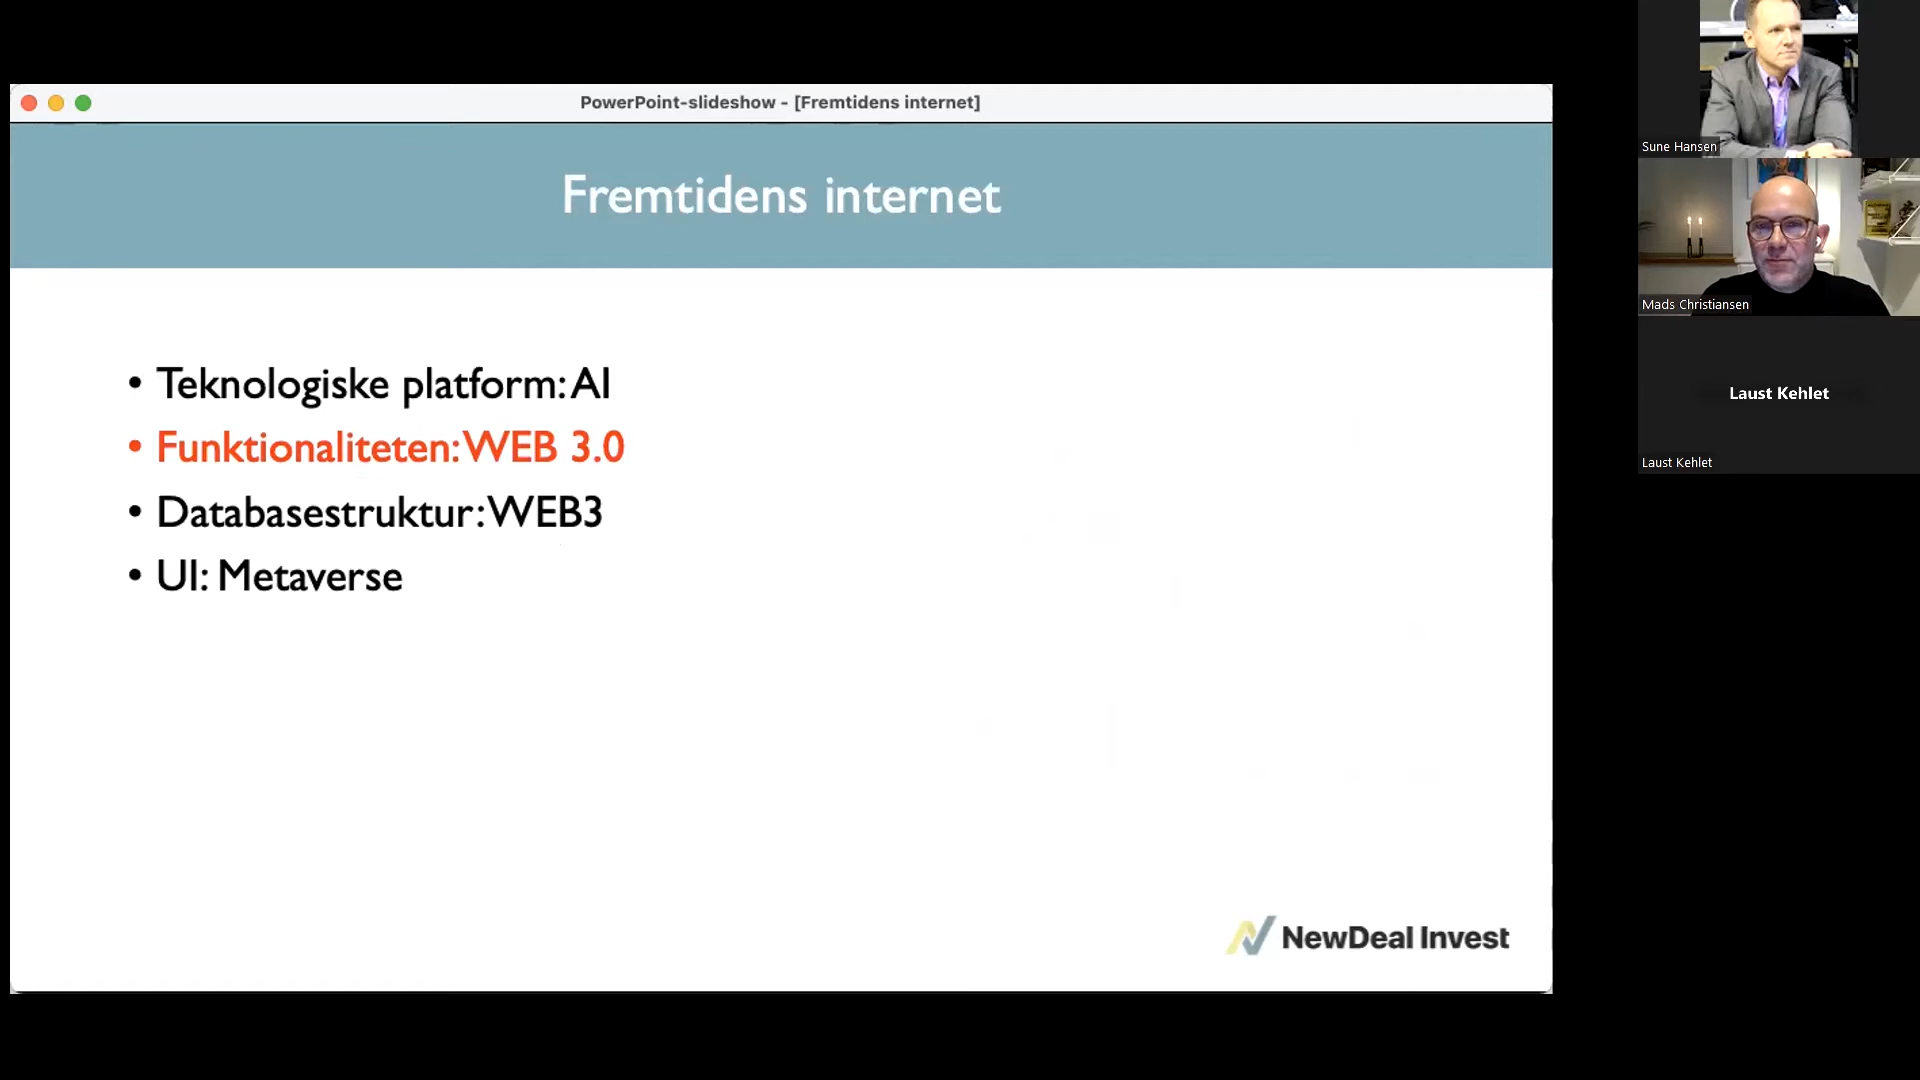 PowerPoint-slideshow - [Fremtidens internet]
Fremtidens internet
• Teknologiske platform: AI
• Funktionaliteten: WEB 3.0
• Databasestruktur: WEB3
• UI: Metaverse
NewDeal Invest
Sune Hansen
Mads Christiansen
Laust Kehlet
Laust Kehlet